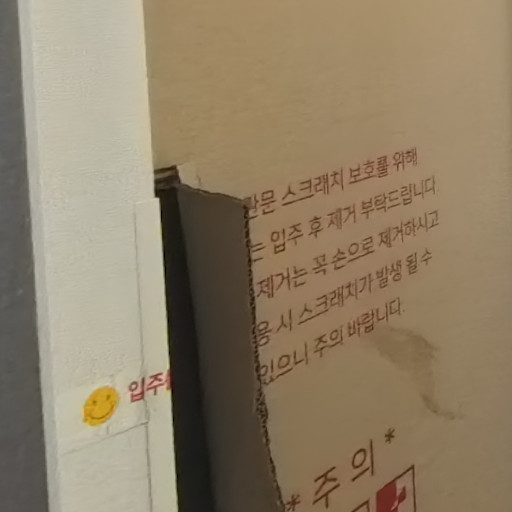 관문 스크래치 보호를 위해
는 입주 후 제거 부탁드립니다
제거는 꼭 손으로 제거하시고
용 시 스크래치가 발생 될 수
있으니 주의 바랍니다.
입주
* 주 의 *